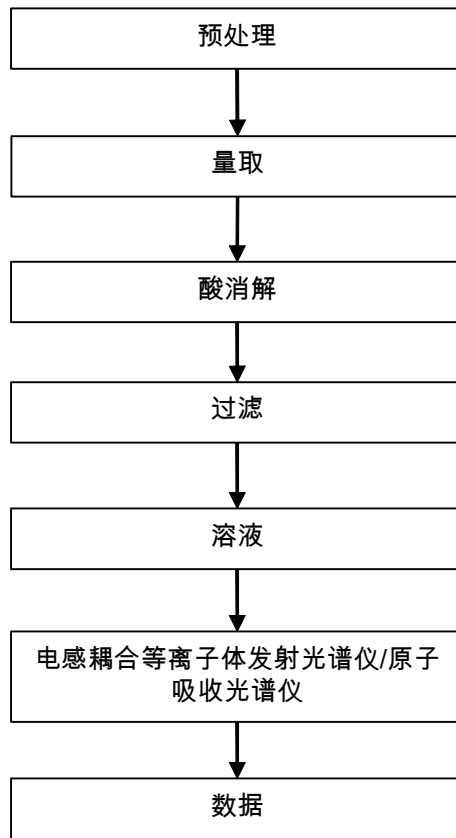 预处理
量取
酸消解
过滤
溶液
电感耦合等离子体发射光谱仪/原子
吸收光谱仪
数据